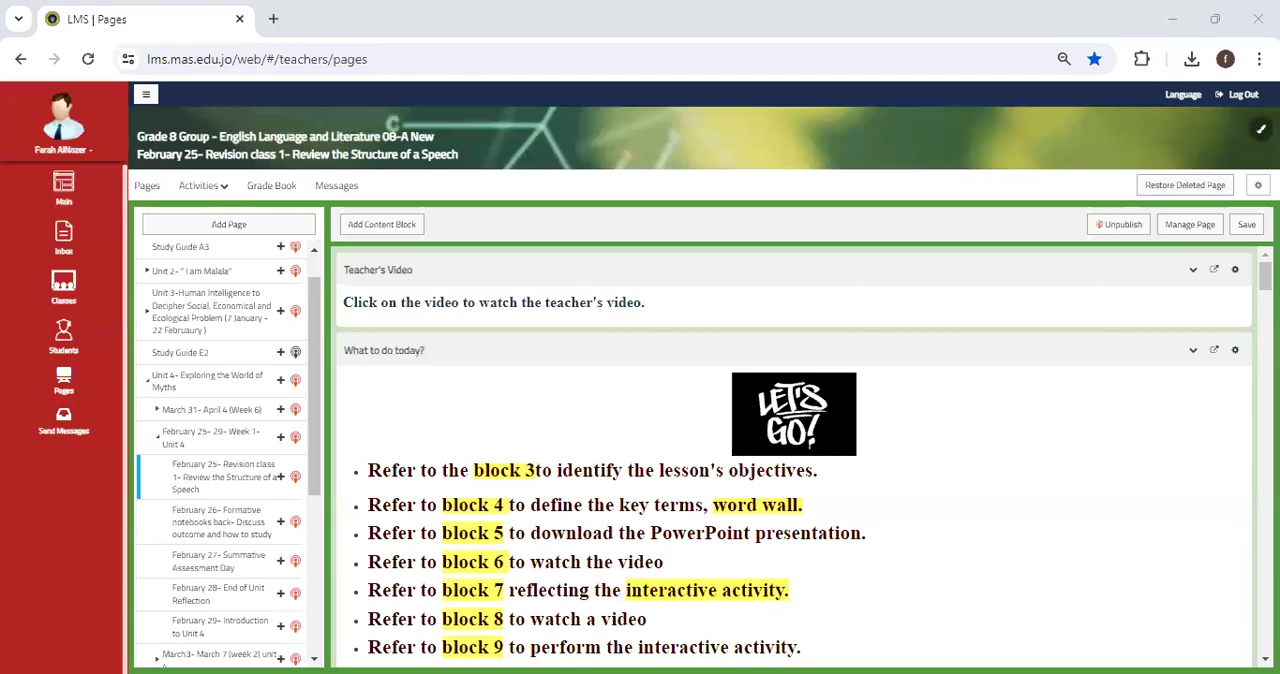 LMS | Pages
lms.mas.edu.jo/web/#/teachers/pages
f
Language
Log Out
Farah AlNazer
Grade 8 Group - English Language and Literature 08-A New
February 25- Revision class 1- Review the Structure of a Speech
Pages
Activities
Grade Book
Messages
Restore Deleted Page
Main
Inbox
Classes
Students
Pages
Send Messages
Add Page
Study Guide A3
Unit 2- " I am Malala"
Unit 3-Human Intelligence to
Decipher Social, Economical and
Ecological Problem (7 January -
22 Febraury )
Study Guide E2
Unit 4- Exploring the World of
Myths
March 31- April 4 (Week 6)
February 25- 29- Week 1-
Unit 4
February 25- Revision class
1- Review the Structure of a
Speech
February 26- Formative
notebooks back- Discuss
outcome and how to study
February 27- Summative
Assessment Day
February 28- End of Unit
Reflection
February 29- Introduction
to Unit 4
March3- March 7 (week 2) unit
Add Content Block
Unpublish
Manage Page
Save
Teacher's Video
Click on the video to watch the teacher's video.
What to do today?
LET'S
GO!
Refer to the block 3to identify the lesson's objectives.
Refer to block 4 to define the key terms, word wall.
Refer to block 5 to download the PowerPoint presentation.
Refer to block 6 to watch the video
Refer to block 7 reflecting the interactive activity.
Refer to block 8 to watch a video
Refer to block 9 to perform the interactive activity.